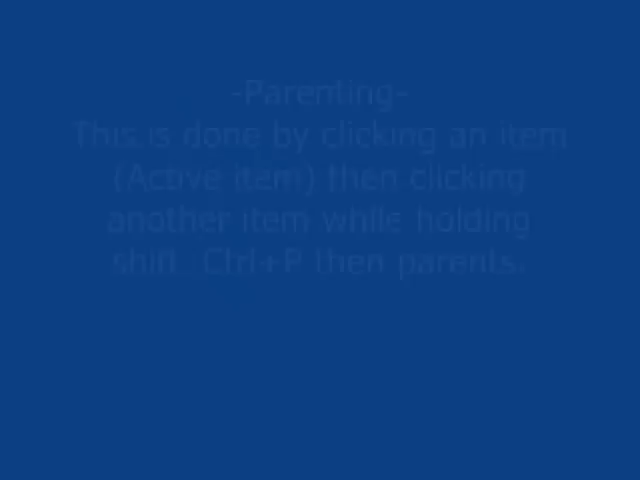 -Parenting-
This is done by clicking an item
(Active item) then clicking
another item while holding
shift. Ctrl+P then parents.